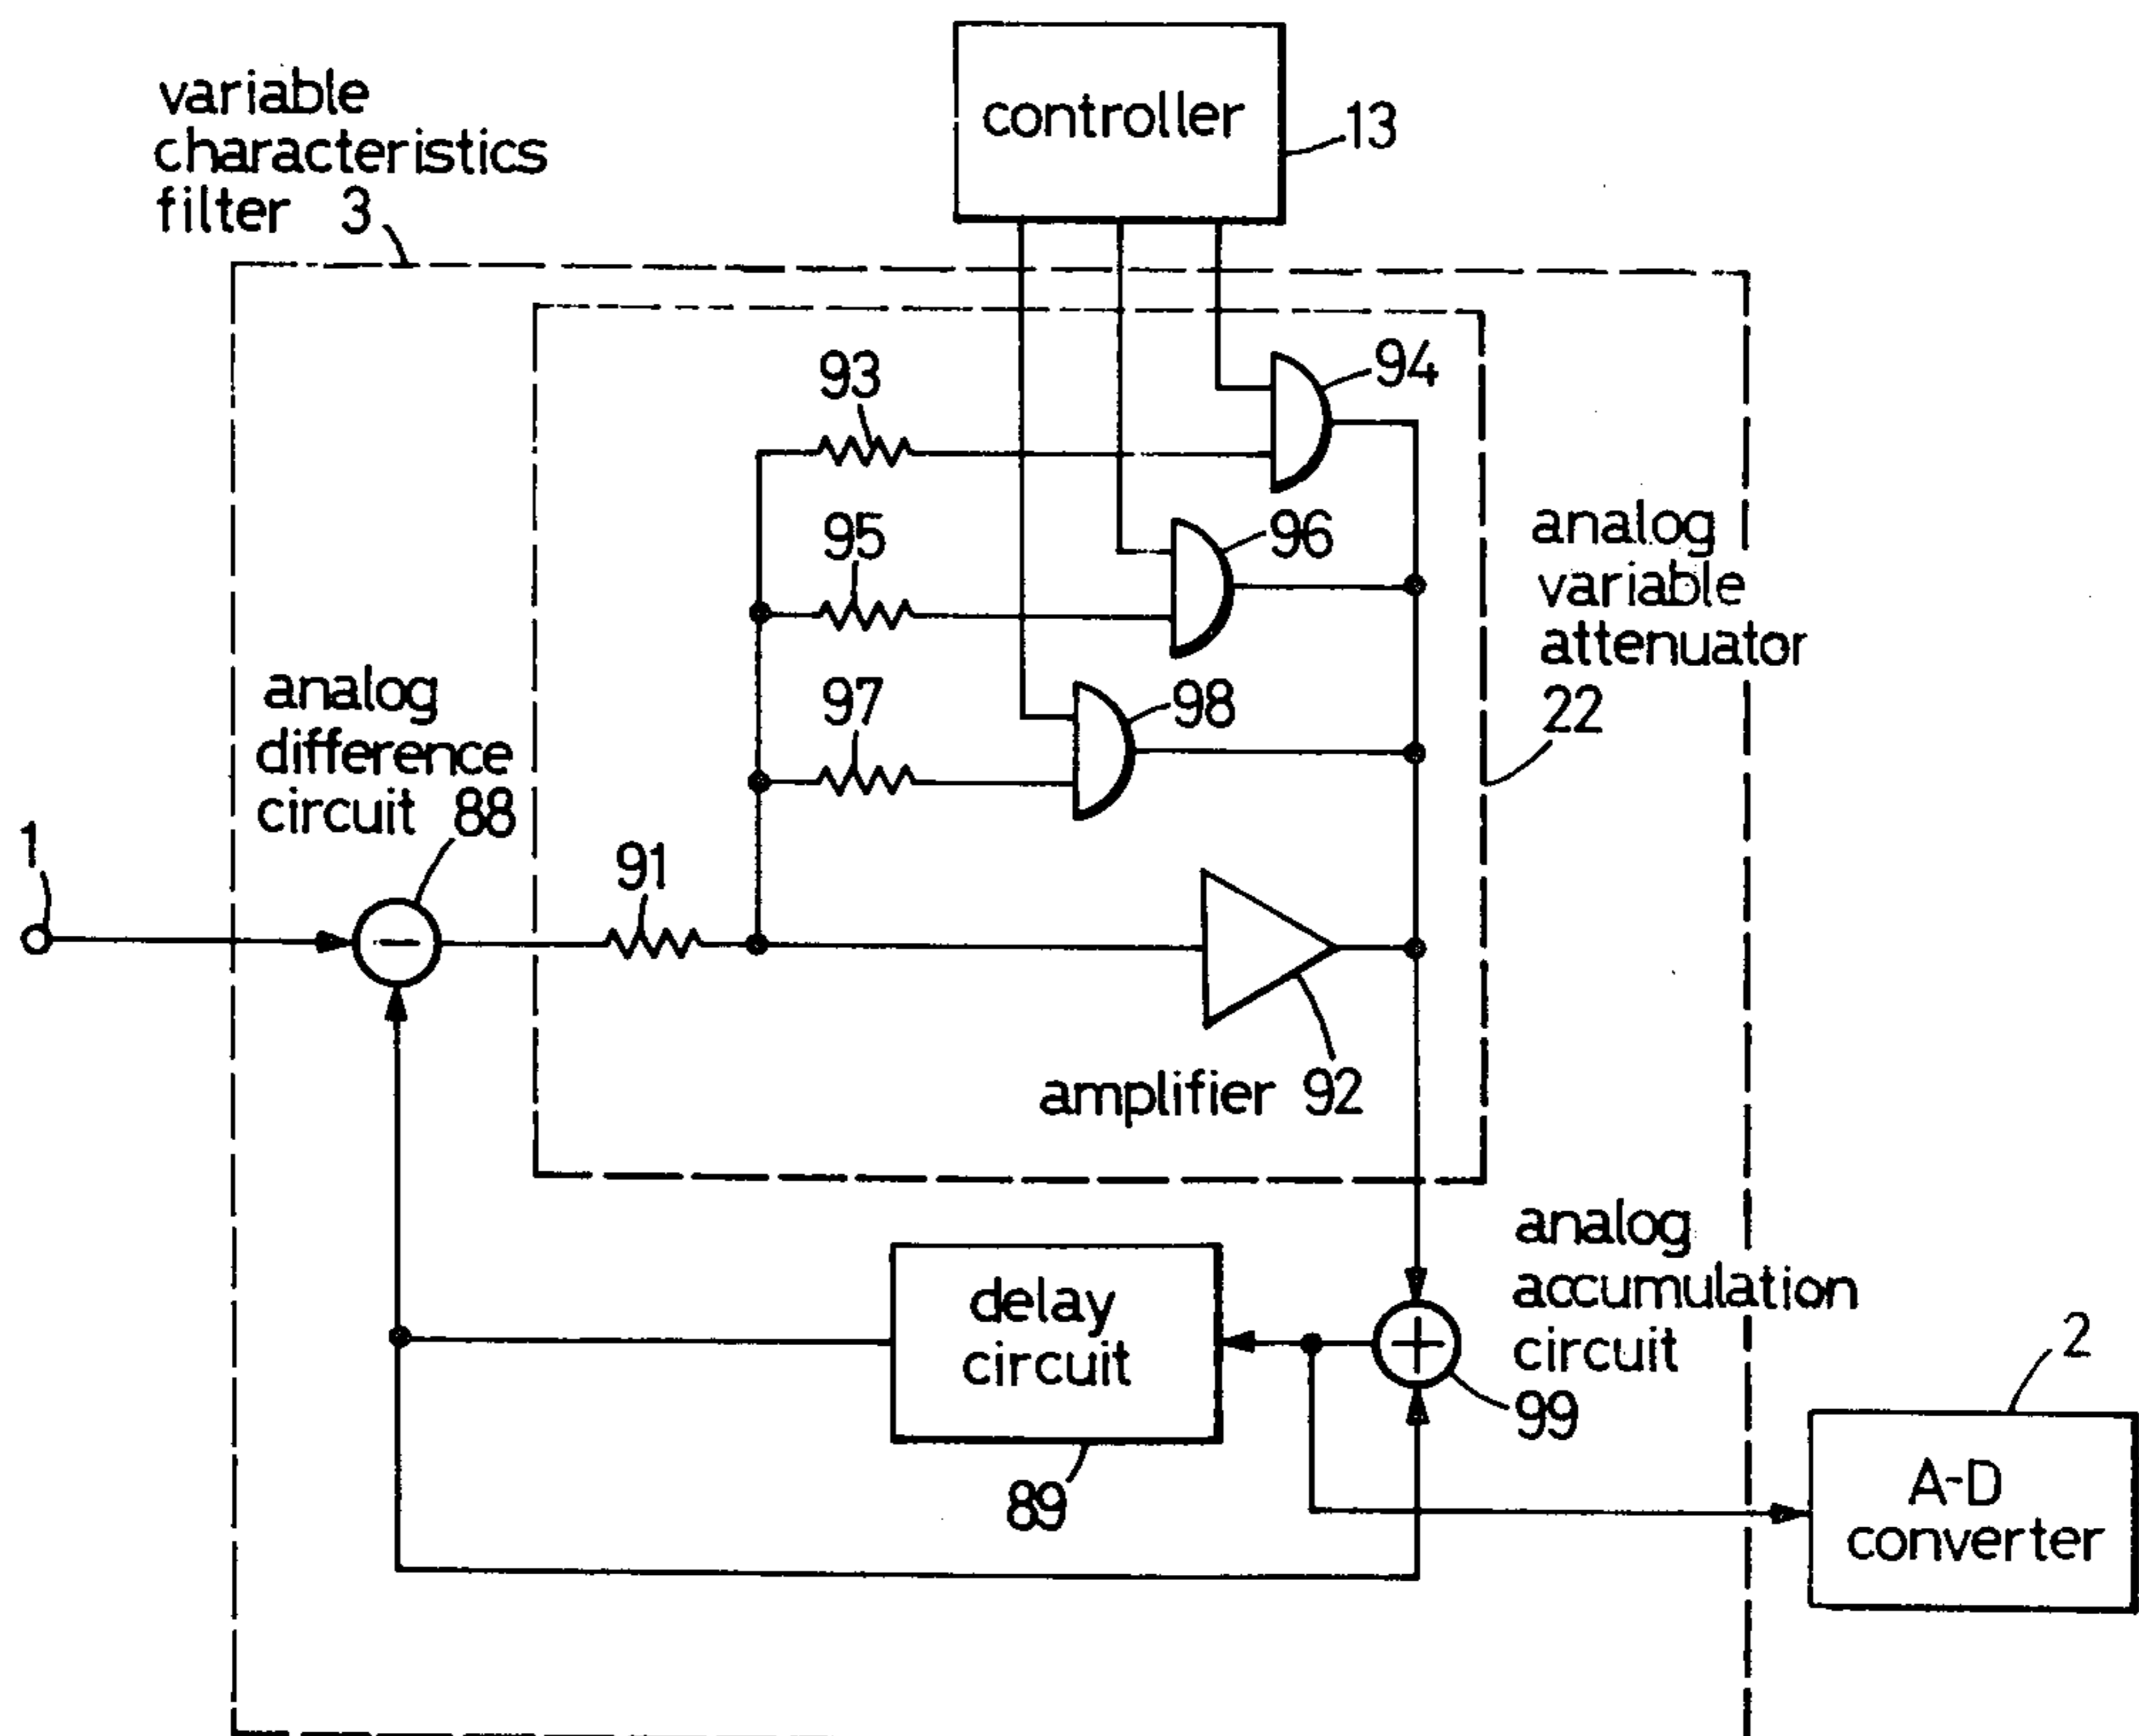 controller
13
variable
characteristics
filter 3
93
94
95
96
analog
variable
attenuator
22
97
98
analog
difference
circuit 88
1
91
amplifier 92
delay
circuit
89
analog
accumulation
circuit
99
2
A-D
converter